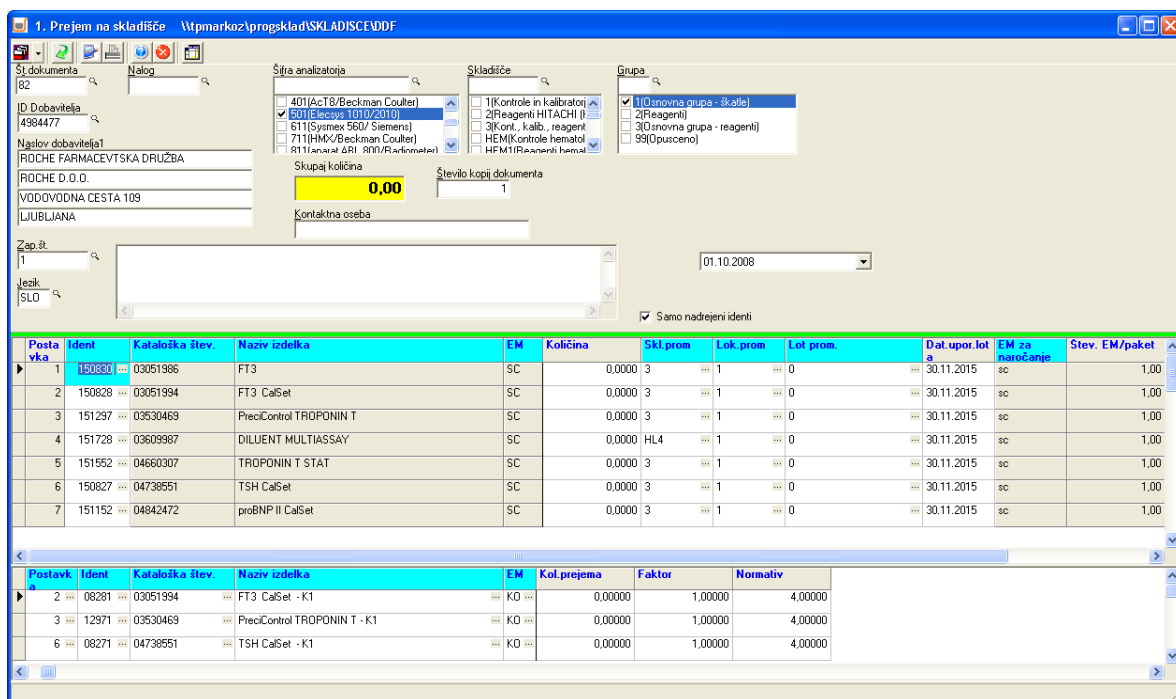 1. Prejem na skladišče \\tpmarkoz\progsklad\SKLADISCE\DDF
Št.dokumenta Nalog Šifra analizatorja Skladišče Grupa
82
401(AcT8/Beckman Coulter) 1(Kontrole in kalibratorj 1(Osnovna grupa - škatle)
ID Dobavitelja 501(Elecsys 1010/2010) 2(Reagenti HITACHI 2(Reagenti)
4984477 611(Sysmex 560/ Siemens) 3(Kont., kalib., reagent 3(Osnovna grupa - reagenti)
711(HMX/Beckman Coulter) HEM(Kontrole hematol 99(Opusceno)
Naslov dobavitelja1 811(aparat ABL 800/Radiometer) HEM1(Reagenti hemat
ROCHE FARMACEVTSKA DRUŽBA
Skupaj količina Število kopij dokumenta
ROCHE D.O.O. 0,00 1
VODOVODNA CESTA 109
LJUBLJANA Kontaktna oseba
Zap.št.
1 01.10.2008
Jezik
SLO
Samo nadrejeni identi
Posta vka Ident Kataloška štev. Naziv izdelka EM Količina Skl.prom Lok.prom Lot prom. Dat.upor.lot a EM za naročanje Štev. EM/paket
1 150830 ... 03051986 FT3 SC 0,0000 3 ... 1 ... 0 ... 30.11.2015 sc 1,00
2 150828 ... 03051994 FT3 CalSet SC 0,0000 3 ... 1 ... 0 ... 30.11.2015 sc 1,00
3 151297 ... 03530469 PreciControl TROPONIN T SC 0,0000 3 ... 1 ... 0 ... 30.11.2015 sc 1,00
4 151728 ... 03609987 DILUENT MULTIASSAY SC 0,0000 HL4 ... 1 ... 0 ... 30.11.2015 sc 1,00
5 151552 ... 04660307 TROPONIN T STAT SC 0,0000 3 ... 1 ... 0 ... 30.11.2015 sc 1,00
6 150827 ... 04738551 TSH CalSet SC 0,0000 3 ... 1 ... 0 ... 30.11.2015 sc 1,00
7 151152 ... 04842472 proBNP II CalSet SC 0,0000 3 ... 1 ... 0 ... 30.11.2015 sc 1,00
Postavk a Ident Kataloška štev. Naziv izdelka EM Kol.prejema Faktor Normativ
2 ... 08281 ... 03051994 ... FT3 CalSet - K1 ... KO ... 0,00000 1,00000 4,00000
3 ... 12971 ... 03530469 ... PreciControl TROPONIN T - K1 ... KO ... 0,00000 1,00000 4,00000
6 ... 08271 ... 04738551 ... TSH CalSet - K1 ... KO ... 0,00000 1,00000 4,00000